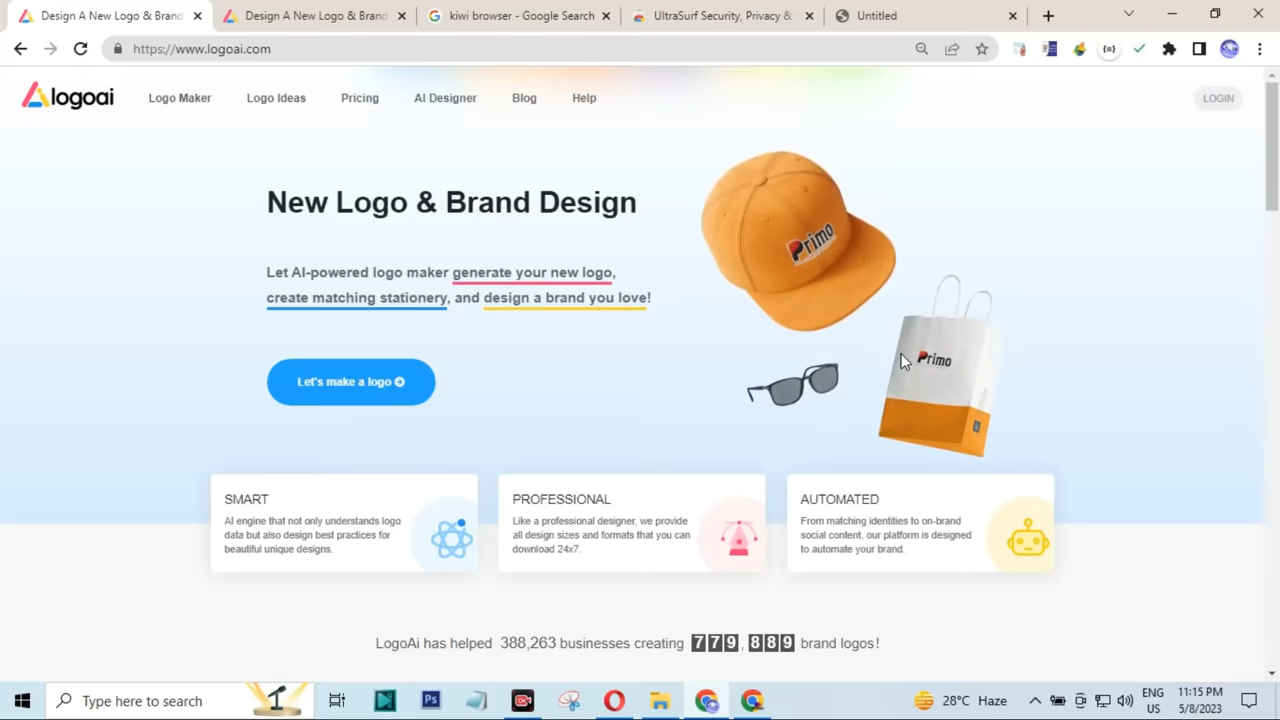 Design A New Logo & Brand
Design A New Logo & Brand
kiwi browser - Google Search
UltraSurf Security, Privacy &
Untitled
https://www.logoai.com
logoai
Logo Maker
Logo Ideas
Pricing
AI Designer
Blog
Help
LOGIN
New Logo & Brand Design
Let AI-powered logo maker generate your new logo,
create matching stationery, and design a brand you love!
Let's make a logo
Primo
Primo
SMART
AI engine that not only understands logo
data but also design best practices for
beautiful unique designs.
PROFESSIONAL
Like a professional designer, we provide
all design sizes and formats that you can
download 24x7.
AUTOMATED
From matching identities to on-brand
social content, our platform is designed
to automate your brand.
LogoAi has helped 388,263 businesses creating 779,889 brand logos!
Type here to search
Ps
28°C Haze
ENG
US
11:15 PM
5/8/2023